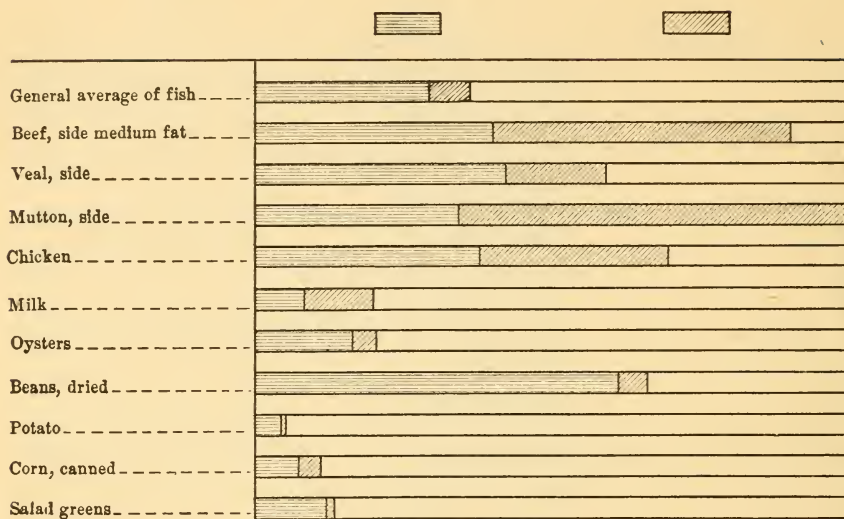 General average of fish
Beef, side medium fat
Veal, side
Mutton, side
Chicken
Milk
Oysters
Beans, dried
Potato
Corn, canned
Salad greens